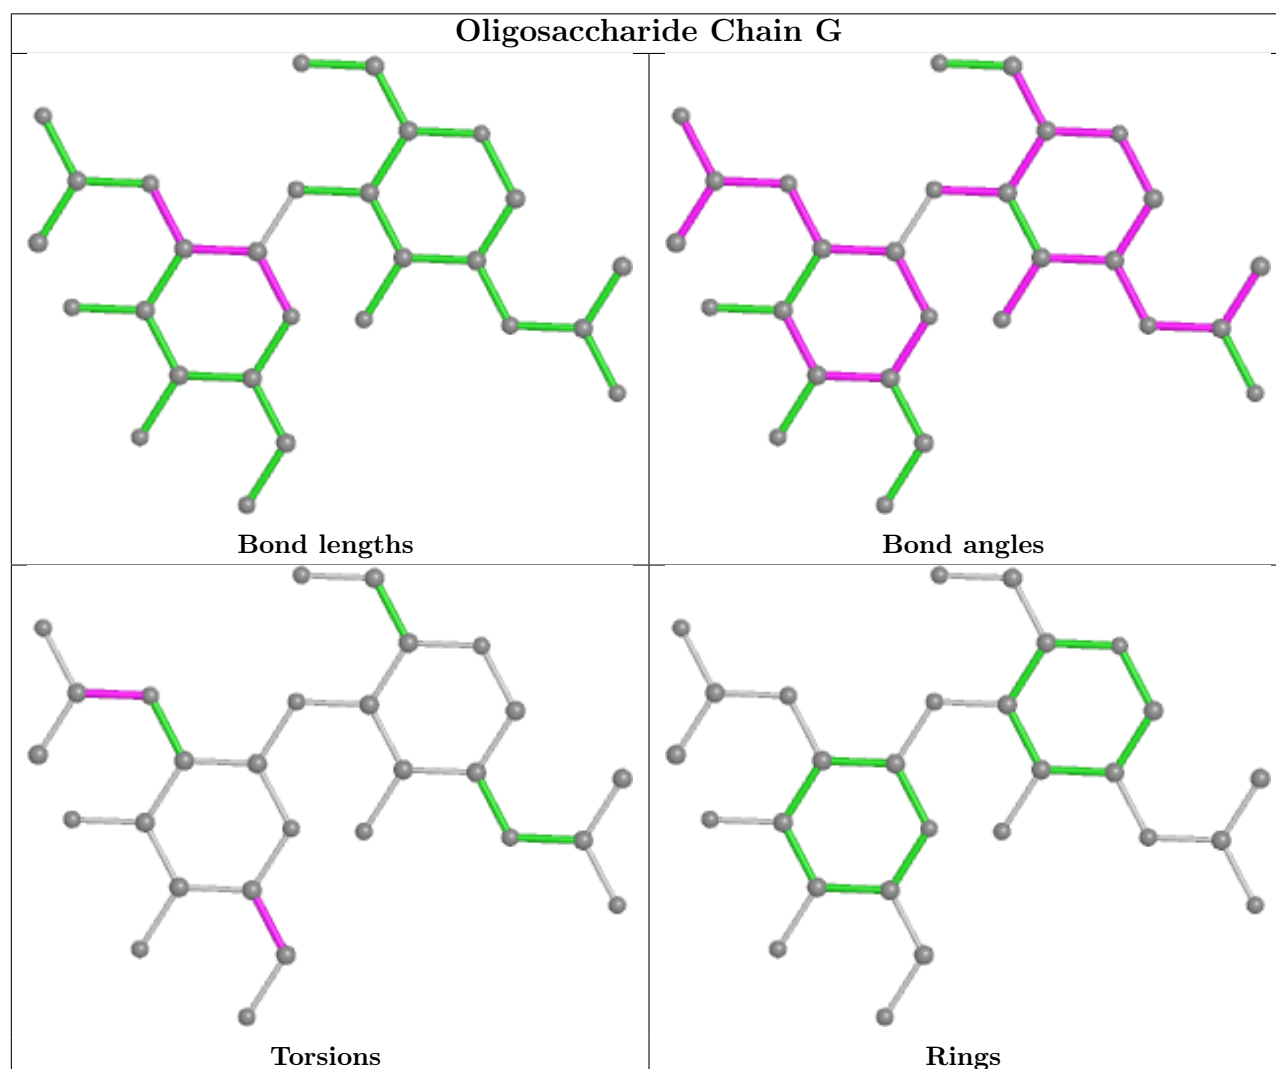 Oligosaccharide Chain G
Bond lengths
Bond angles
Torsions
Rings